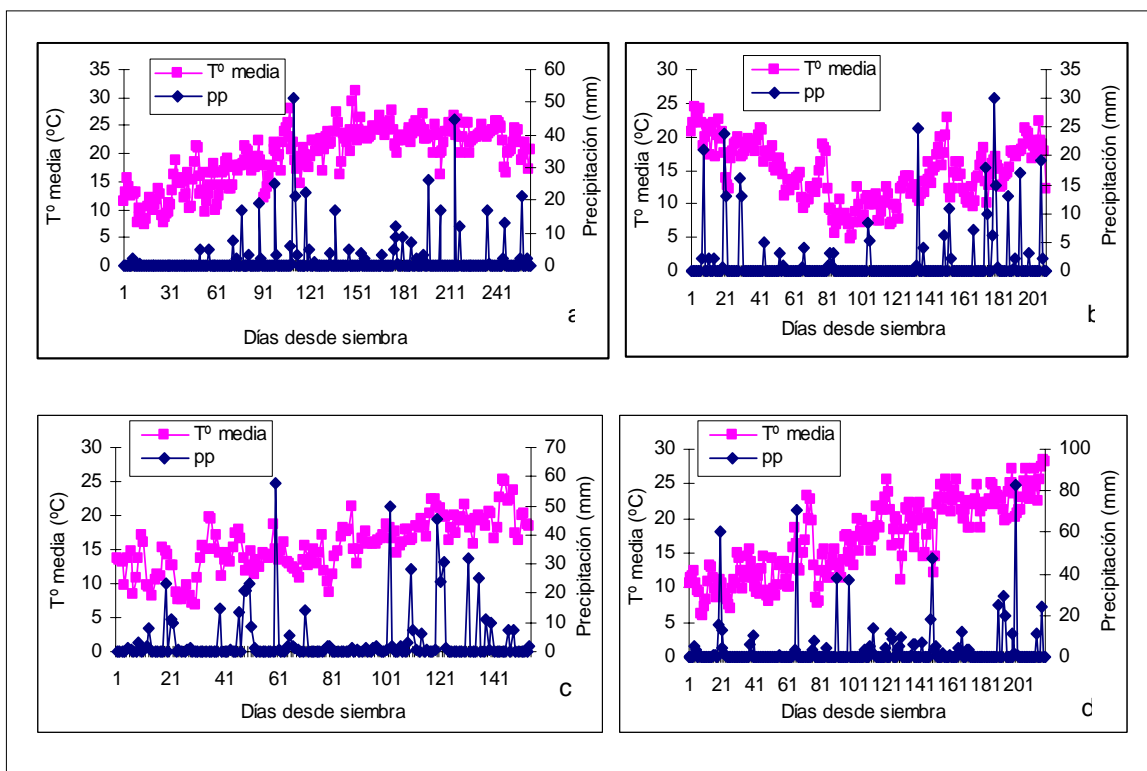 Tº media
pp
35
30
25
20
15
10
5
0
Tº media (ºC)
60
50
40
30
20
10
0
Precipitación (mm)
1 31 61 91 121 151 181 211 241
Días desde siembra
a
Tº media
pp
30
25
20
15
10
5
0
Tº media (ºC)
35
30
25
20
15
10
5
0
Precipitación (mm)
1 21 41 61 81 101 121 141 161 181 201
Días desde siembra
b
Tº media
pp
30
25
20
15
10
5
0
Tº media (ºC)
70
60
50
40
30
20
10
0
Precipitación (mm)
1 21 41 61 81 101 121 141
Días desde siembra
c
Tº media
pp
30
25
20
15
10
5
0
Tº media (ºC)
100
80
60
40
20
0
Precipitación (mm)
1 21 41 61 81 101 121 141 161 181 201
Días desde siembra
d